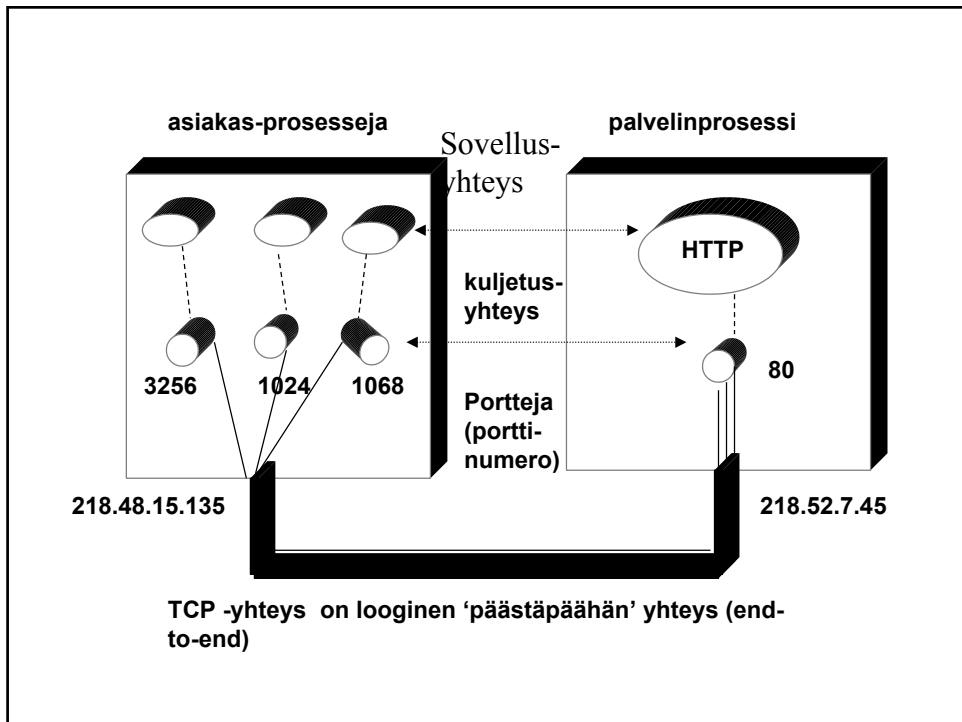 asiakas-prosesseja
palvelinprosessi
Sovellus-
yhteys
HTTP
kuljetus-
yhteys
3256
1024
1068
80
Portteja
(portti-
numero)
218.48.15.135
218.52.7.45
TCP -yhteys on looginen ‘päästäpäähän’ yhteys (end-
to-end)